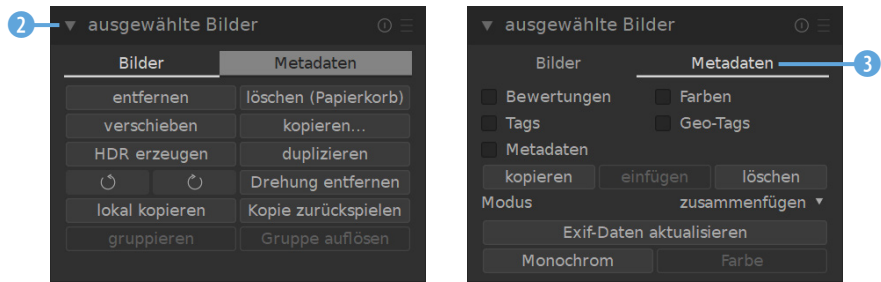 2
ausgewählte Bilder
Bilder Metadaten
entfernen löschen (Papierkorb)
verschieben kopieren...
HDR erzeugen duplizieren
Drehung entfernen
lokal kopieren Kopie zurückspielen
gruppieren Gruppe auflösen
ausgewählte Bilder
Bilder Metadaten 3
Bewertungen Farben
Tags Geo-Tags
Metadaten
kopieren einfügen löschen
Modus zusammenfügen
Exif-Daten aktualisieren
Monochrom Farbe